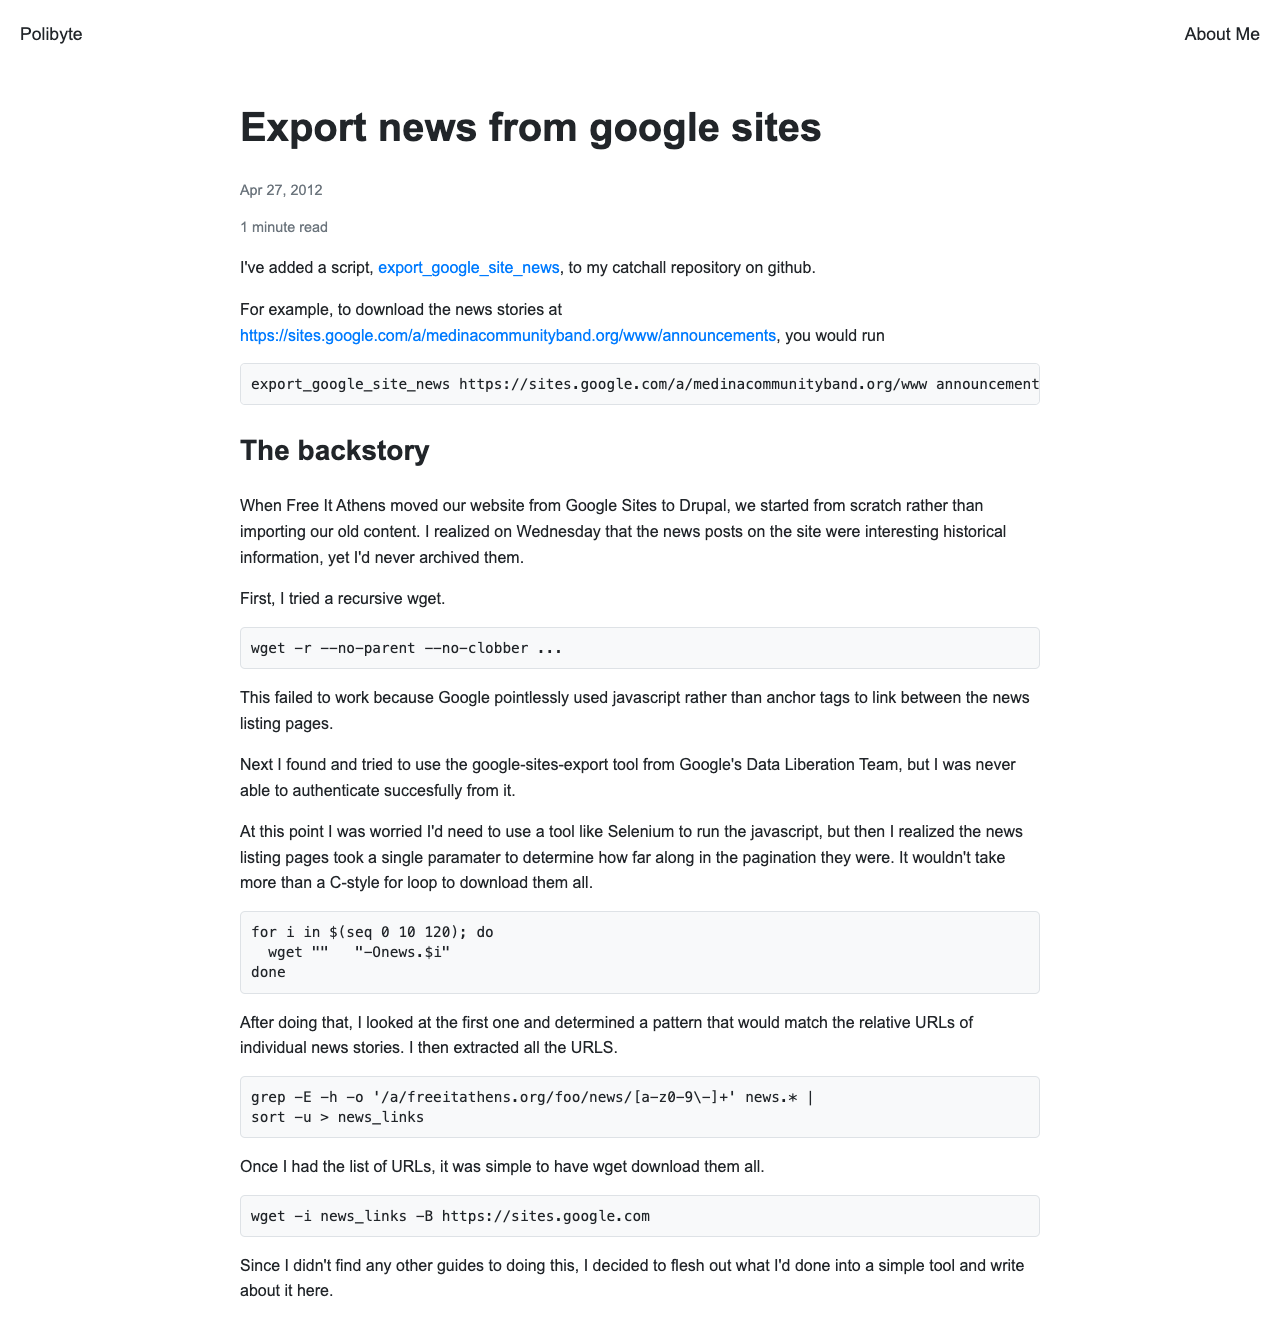 Polibyte
About Me
Export news from google sites
Apr 27, 2012
1 minute read
I've added a script, export_google_site_news, to my catchall repository on github.
For example, to download the news stories at
https://sites.google.com/a/medinacommunityband.org/www/announcements, you would run
export_google_site_news https://sites.google.com/a/medinacommunityband.org/www announcement
The backstory
When Free It Athens moved our website from Google Sites to Drupal, we started from scratch rather than
importing our old content. I realized on Wednesday that the news posts on the site were interesting historical
information, yet I'd never archived them.
First, I tried a recursive wget.
wget -r --no-parent --no-clobber ...
This failed to work because Google pointlessly used javascript rather than anchor tags to link between the news
listing pages.
Next I found and tried to use the google-sites-export tool from Google's Data Liberation Team, but I was never
able to authenticate succesfully from it.
At this point I was worried I'd need to use a tool like Selenium to run the javascript, but then I realized the news
listing pages took a single paramater to determine how far along in the pagination they were. It wouldn't take
more than a C-style for loop to download them all.
for i in $(seq 0 10 120); do
  wget ""   "-Onews.$i"
done
After doing that, I looked at the first one and determined a pattern that would match the relative URLs of
individual news stories. I then extracted all the URLS.
grep -E -h -o '/a/freeitathens.org/foo/news/[a-z0-9\-]+' news.* |
sort -u > news_links
Once I had the list of URLs, it was simple to have wget download them all.
wget -i news_links -B https://sites.google.com
Since I didn't find any other guides to doing this, I decided to flesh out what I'd done into a simple tool and write
about it here.